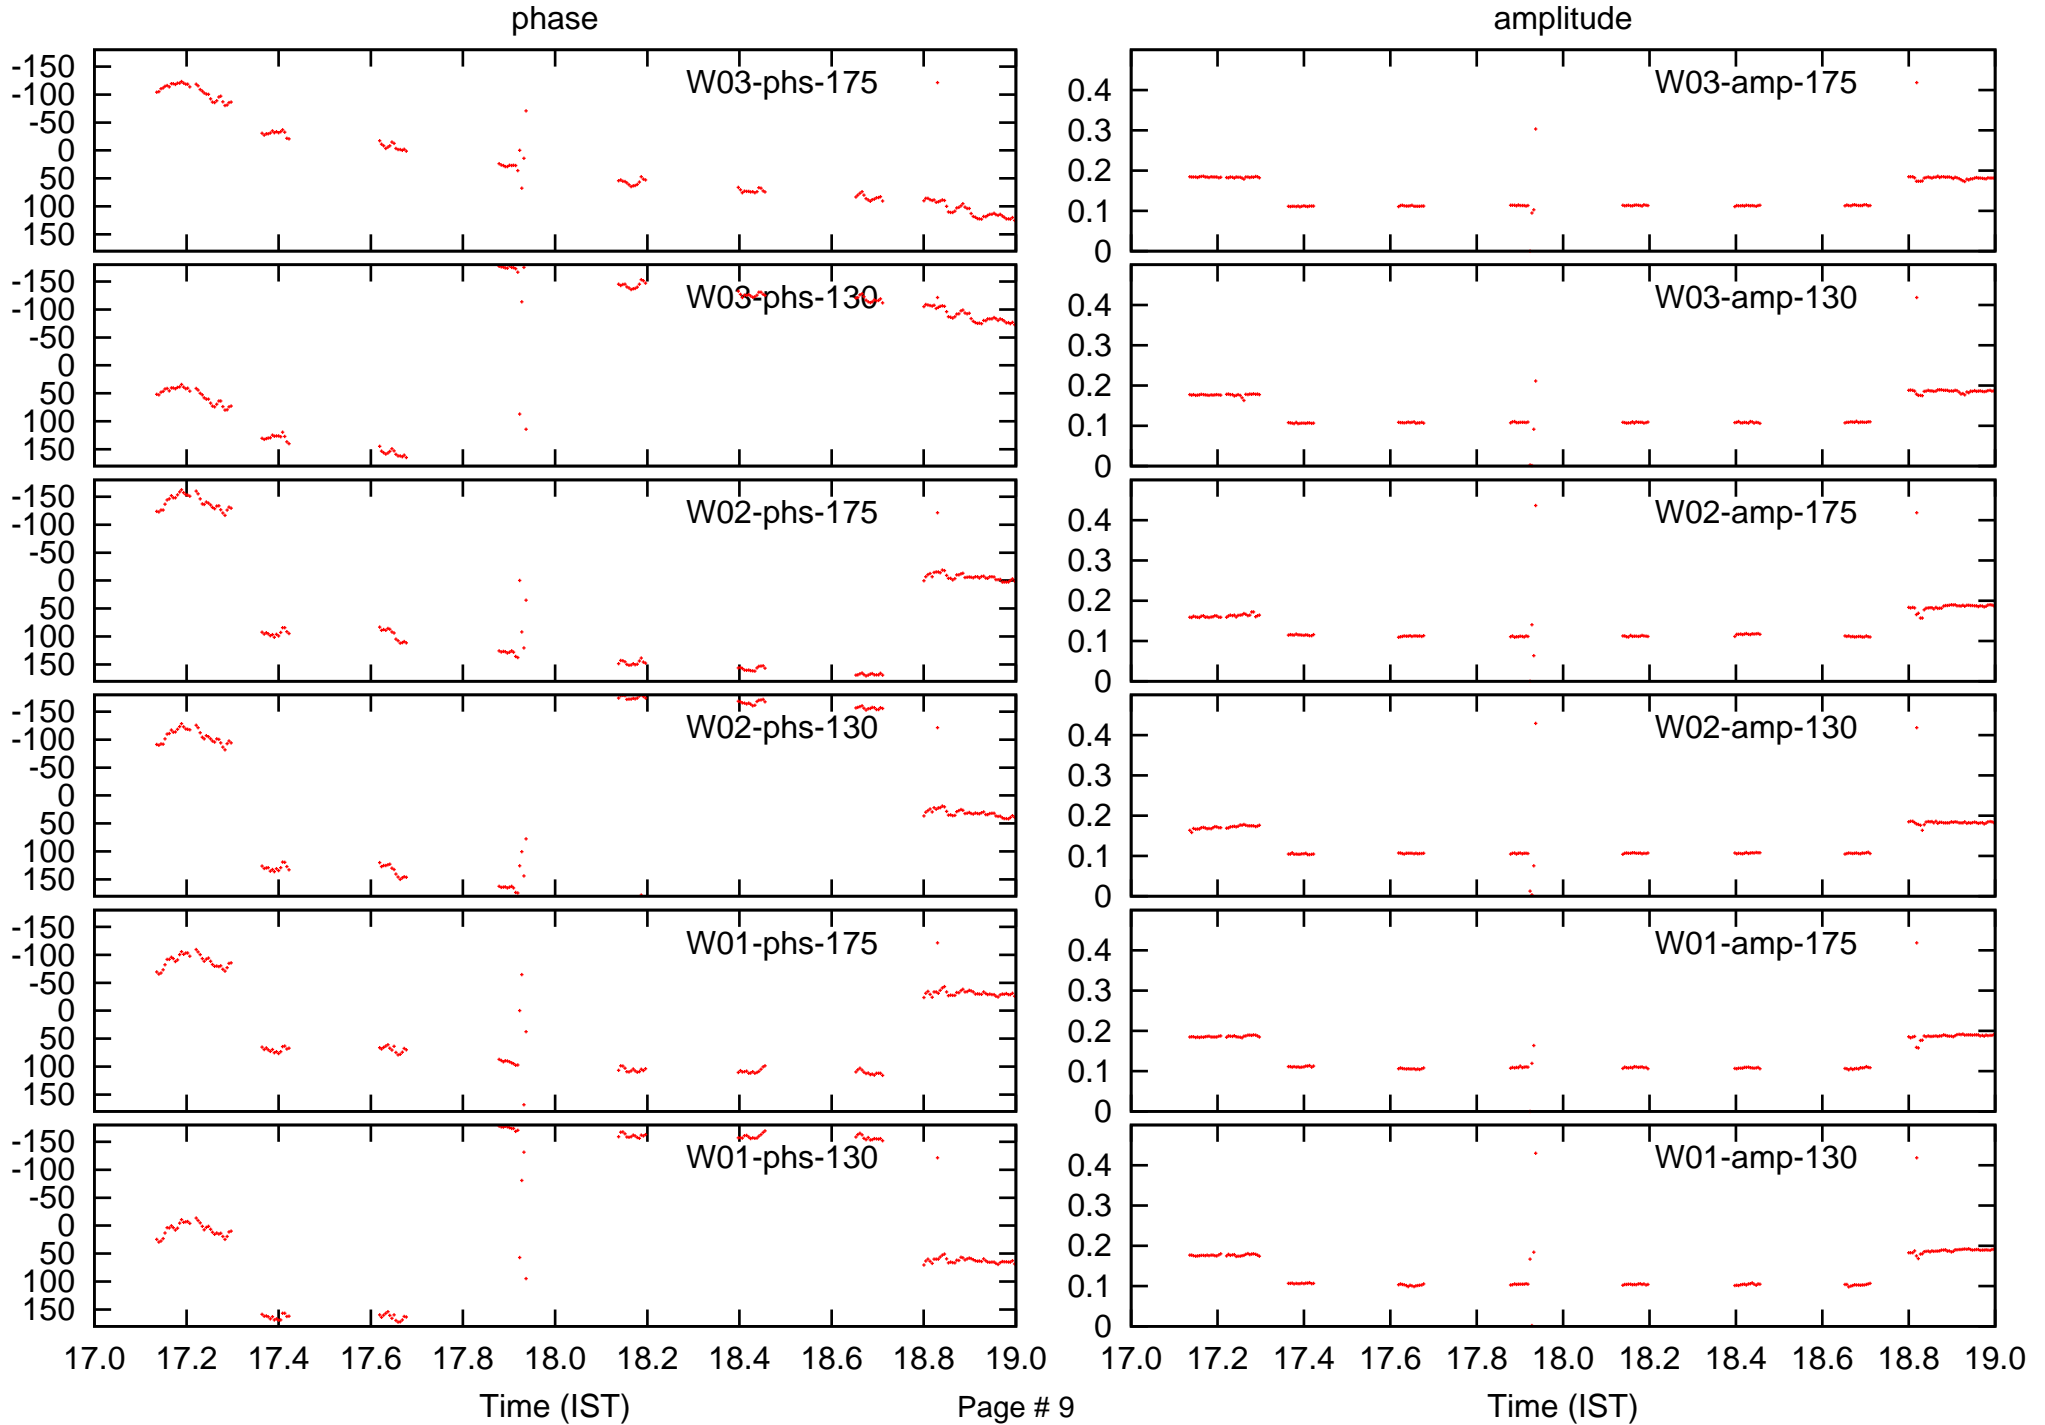 phase amplitude
-150 -100 -50 0 50 100 150 W03-phs-175 0.4 0.3 0.2 0.1 0 W03-amp-175
-150 -100 -50 0 50 100 150 W03-phs-130 0.4 0.3 0.2 0.1 0 W03-amp-130
-150 -100 -50 0 50 100 150 W02-phs-175 0.4 0.3 0.2 0.1 0 W02-amp-175
-150 -100 -50 0 50 100 150 W02-phs-130 0.4 0.3 0.2 0.1 0 W02-amp-130
-150 -100 -50 0 50 100 150 W01-phs-175 0.4 0.3 0.2 0.1 0 W01-amp-175
-150 -100 -50 0 50 100 150 W01-phs-130 0.4 0.3 0.2 0.1 0 W01-amp-130
17.0 17.2 17.4 17.6 17.8 18.0 18.2 18.4 18.6 18.8 19.0 17.0 17.2 17.4 17.6 17.8 18.0 18.2 18.4 18.6 18.8 19.0
Time (IST) Page # 9 Time (IST)